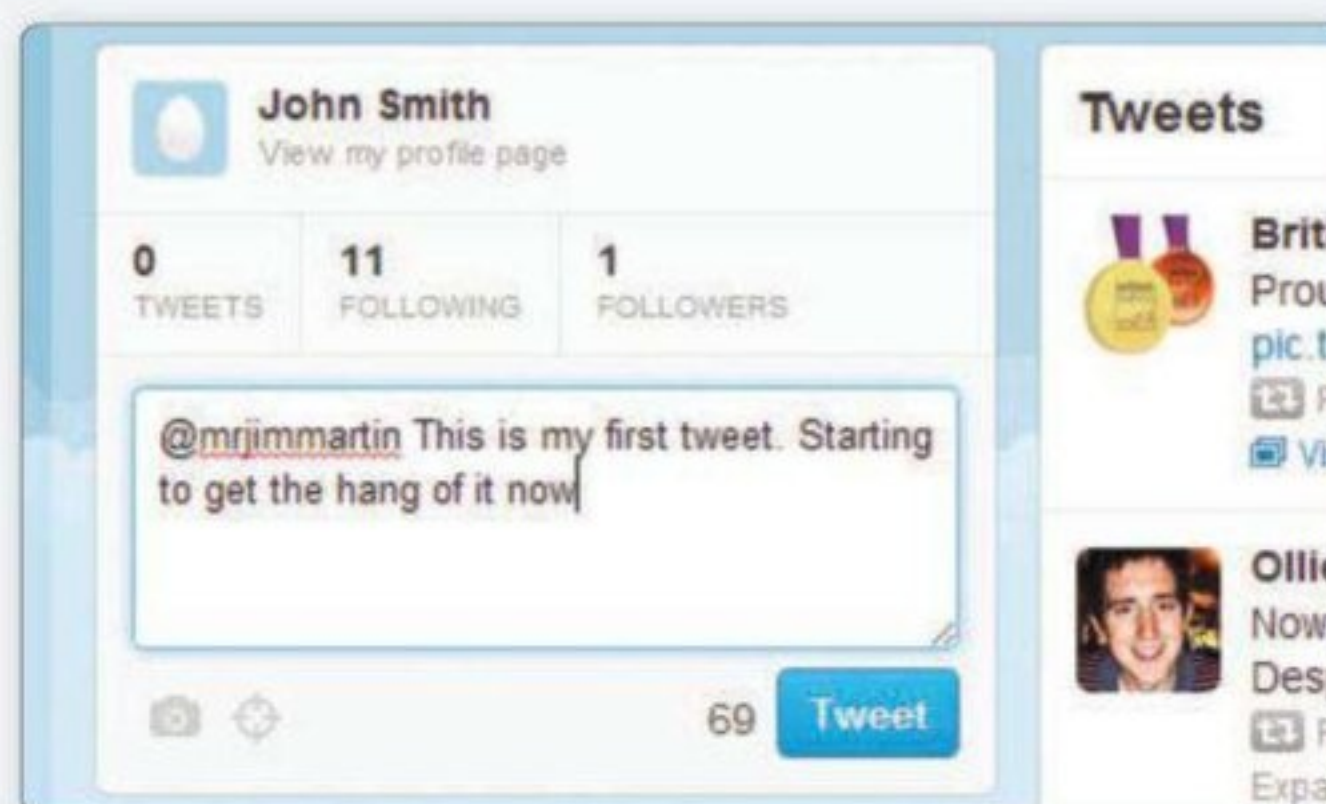 John Smith
View my profile page
0
TWEETS
11
FOLLOWING
1
FOLLOWERS
@mrjimmartin This is my first tweet. Starting
to get the hang of it now
69
Tweet
Tweets
Brit
Prou
pic.t
Vi
Ollie
Now
Des
Expa